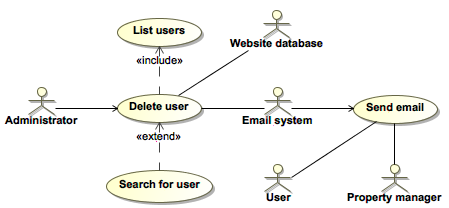 List users
Website database
«include»
Administrator
Delete user
Email system
Send email
«extend»
Search for user
User
Property manager